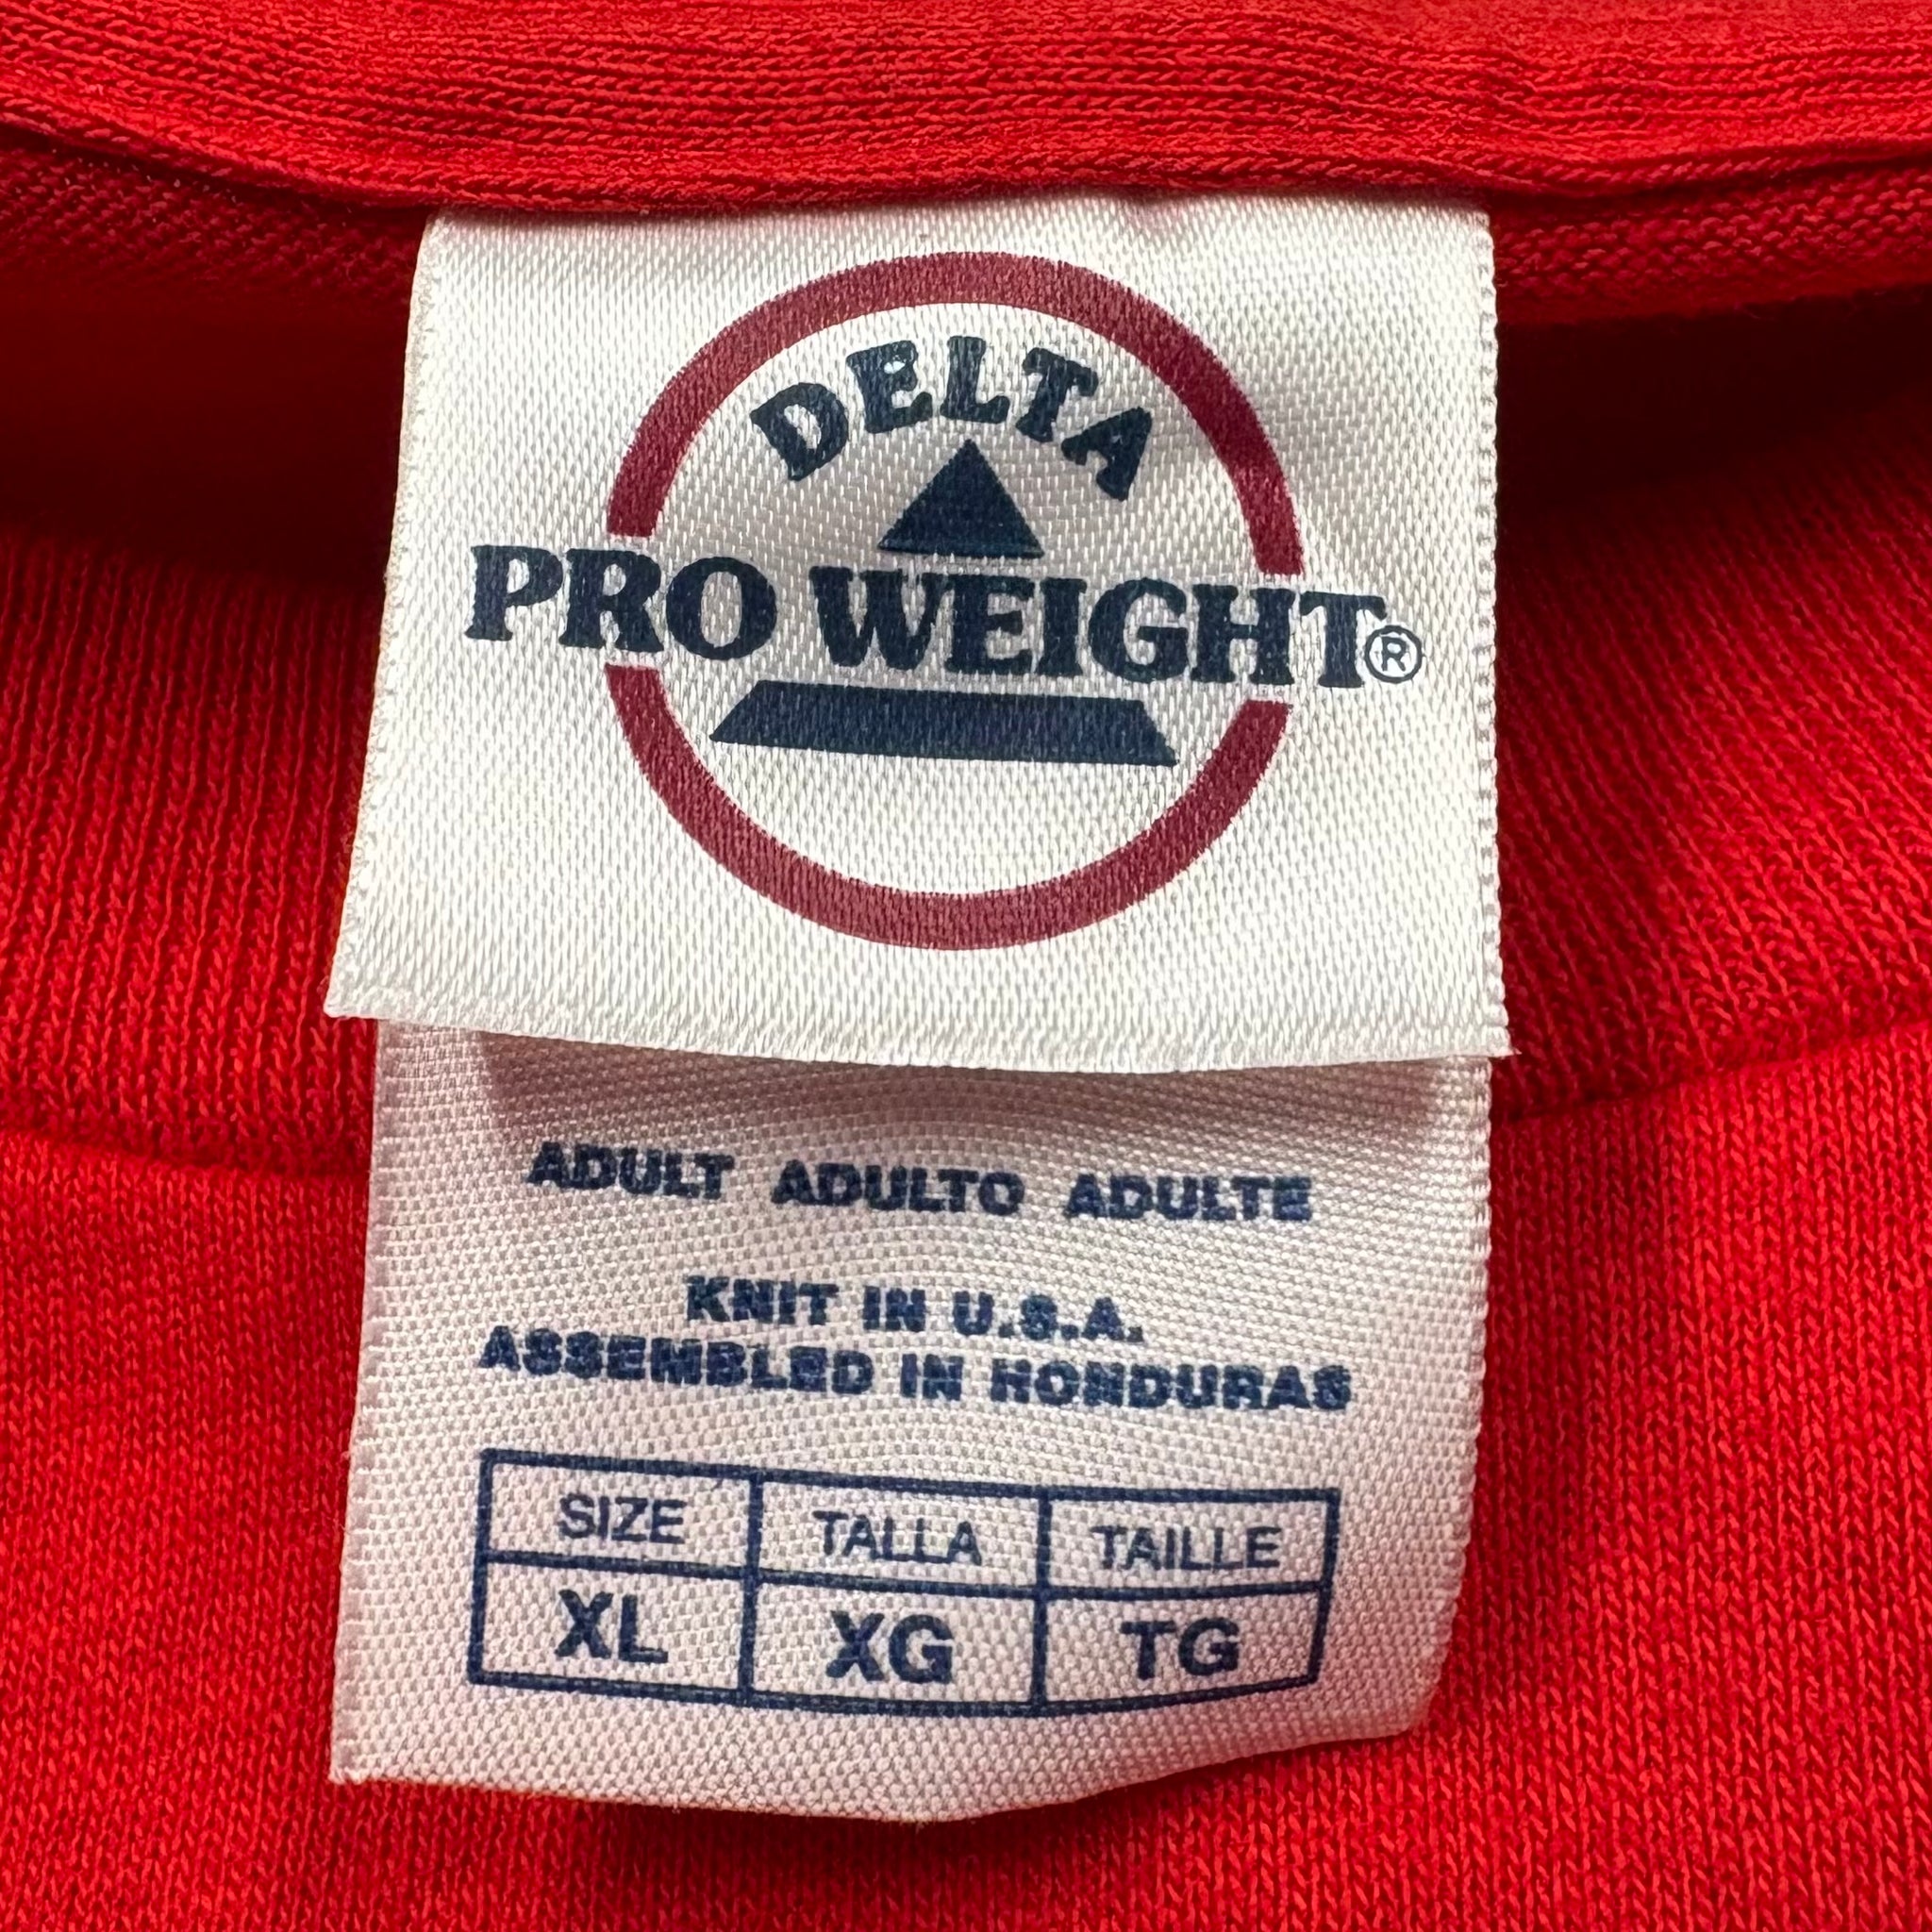 DELTA
PRO WEIGHT®
ADULT ADULTO ADULTE
KNIT IN U.S.A.
ASSEMBLED IN HONDURAS
SIZE TALLA TAILLE
XL XG TG